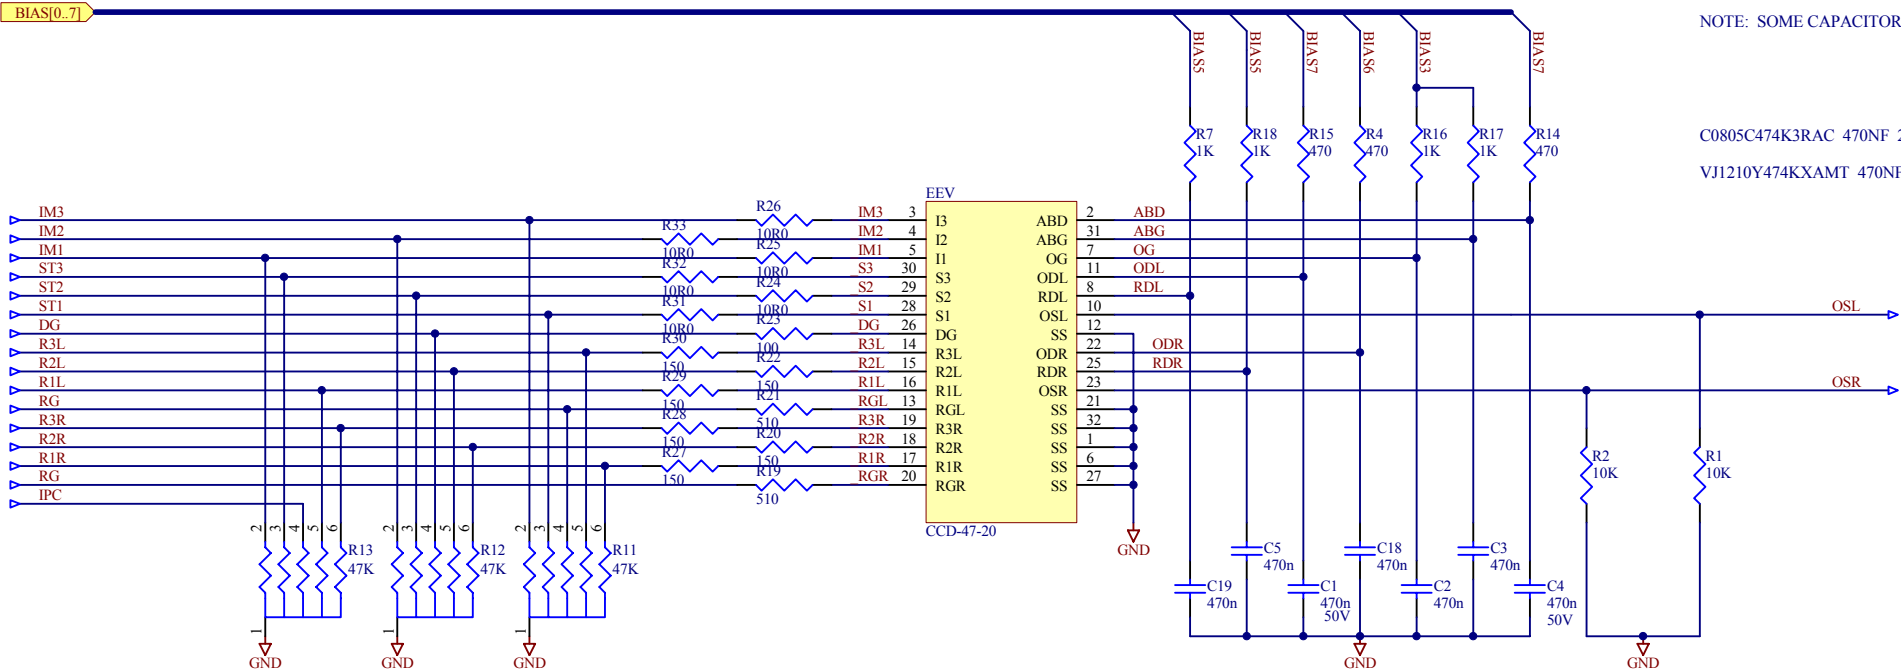 BIAS[0..7]
NOTE: SOME CAPACITOR
BIAS5
BIAS5
BIAS7
BIAS6
BIAS3
BIAS7
R7
1K
R18
1K
R15
470
R4
470
R16
1K
R17
1K
R14
470
C0805C474K3RAC 470NF
VJ1210Y474KXAMT 470NF
EEV
IM3
IM2
IM1
ST3
ST2
ST1
DG
R3L
R2L
R1L
RG
R3R
R2R
R1R
RG
IPC
R26
10R0
R33
10R0
R25
10R0
R32
10R0
R24
10R0
R31
10R0
R23
100
R30
150
R22
150
R29
150
R21
510
R28
150
R20
150
R27
150
R19
510
IM3 3 I3
IM2 4 I2
IM1 5 I1
S3 30 S3
S2 29 S2
S1 28 S1
DG 26 DG
R3L 14 R3L
R2L 15 R2L
R1L 16 R1L
RGL 13 RGL
R3R 19 R3R
R2R 18 R2R
R1R 17 R1R
RGR 20 RGR
ABD 2 ABD
ABG 31 ABG
OG 7 OG
ODL 11 ODL
RDL 8 RDL
OSL 10
SS 12
ODR 22 ODR
RDR 25 RDR
OSR 23
SS 21
SS 32
SS 1
SS 6
SS 27
CCD-47-20
GND
OSL
OSR
R2
10K
R1
10K
2 3 4 5 6
R13
47K
1
GND
2 3 4 5 6
R12
47K
1
GND
2 3 4 5 6
R11
47K
1
GND
C19
470n
C5
470n
C1
470n
50V
C18
470n
C2
470n
C3
470n
C4
470n
50V
GND
GND